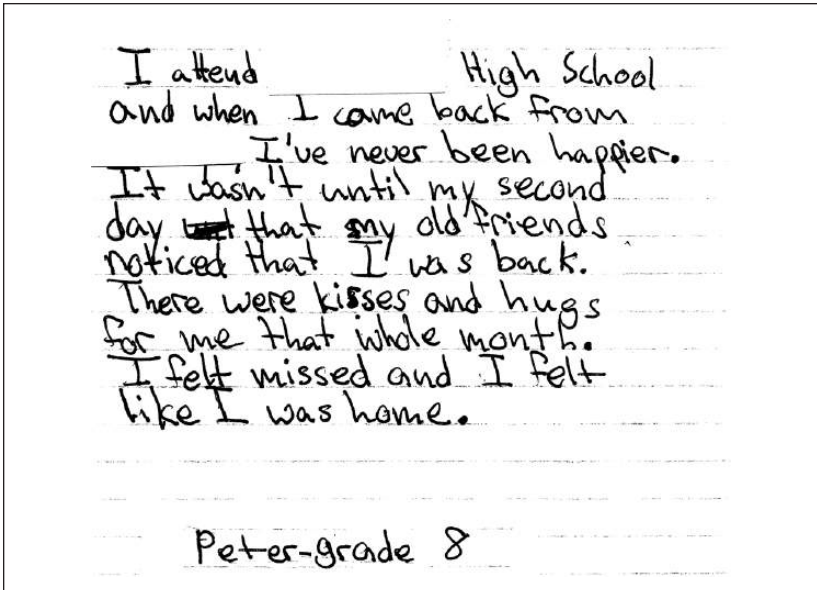 I attend High School
and when I came back from
I've never been happier.
It wasn't until my second
day that my old friends
noticed that I was back.
There were kisses and hugs
for me that whole month.
I felt missed and I felt
like I was home.
Peter-grade 8